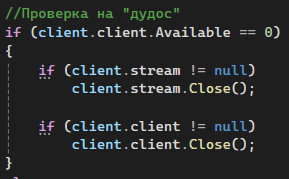 //Проверка на "дудос"
if (client.client.Available == 0)
{
    if (client.stream != null)
        client.stream.Close();

    if (client.client != null)
        client.client.Close();
}